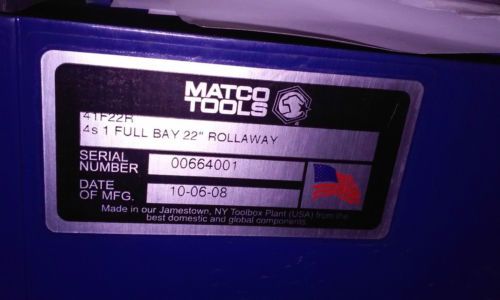 MATCO
TOOLS
41F22R
4s 1 FULL BAY 22" ROLLAWAY
SERIAL
NUMBER
00664001
DATE
OF MFG.
10-06-08
Made in our Jamestown, NY Toolbox Plant (USA) from the
best domestic and global components